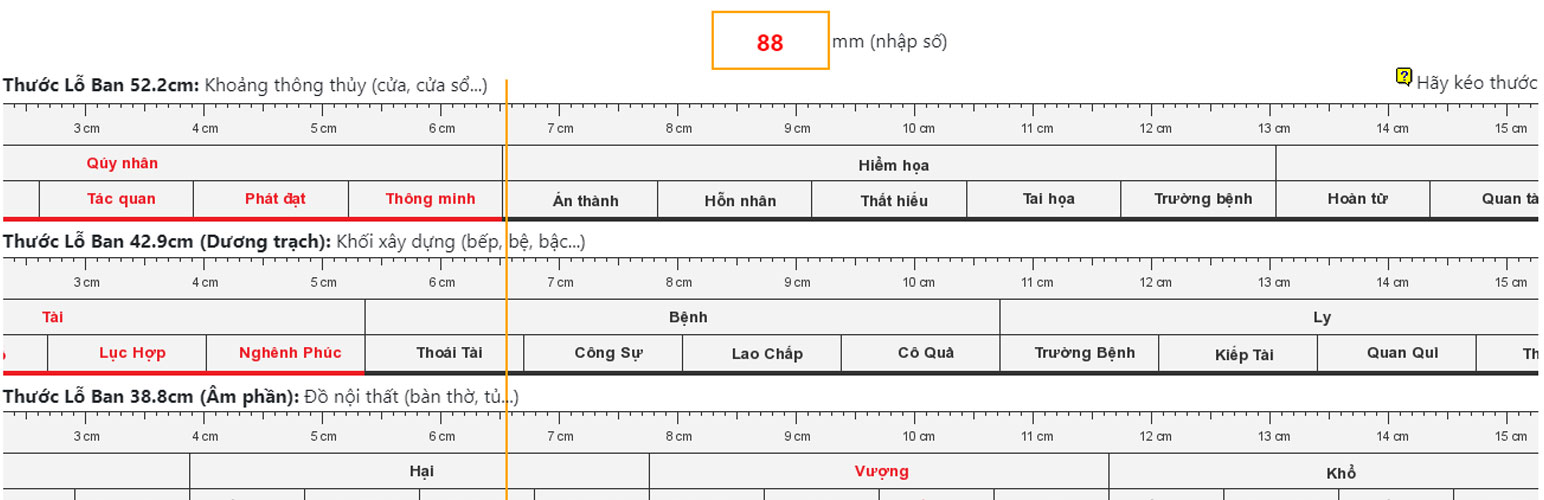 88 mm (nhập số)
Thước Lỗ Ban 52.2cm: Khoảng thông thủy (cửa, cửa sổ...)
? Hãy kéo thước
3 cm 4 cm 5 cm 6 cm 7 cm 8 cm 9 cm 10 cm 11 cm 12 cm 13 cm 14 cm 15 cm
Qúy nhân Hiểm họa
Tác quan Phát đạt Thông minh Án thành Hỗn nhân Thất hiếu Tai họa Trường bệnh Hoàn tử Quan tà
Thước Lỗ Ban 42.9cm (Dương trạch): Khối xây dựng (bếp, bệ, bậc...)
3 cm 4 cm 5 cm 6 cm 7 cm 8 cm 9 cm 10 cm 11 cm 12 cm 13 cm 14 cm 15 cm
Tài Bệnh Ly
Lục Hợp Nghênh Phúc Thoái Tài Công Sự Lao Chấp Cô Quả Trường Bệnh Kiếp Tài Quan Quỉ Th
Thước Lỗ Ban 38.8cm (Âm phần): Đồ nội thất (bàn thờ, tủ...)
3 cm 4 cm 5 cm 6 cm 7 cm 8 cm 9 cm 10 cm 11 cm 12 cm 13 cm 14 cm 15 cm
Hại Vượng Khổ